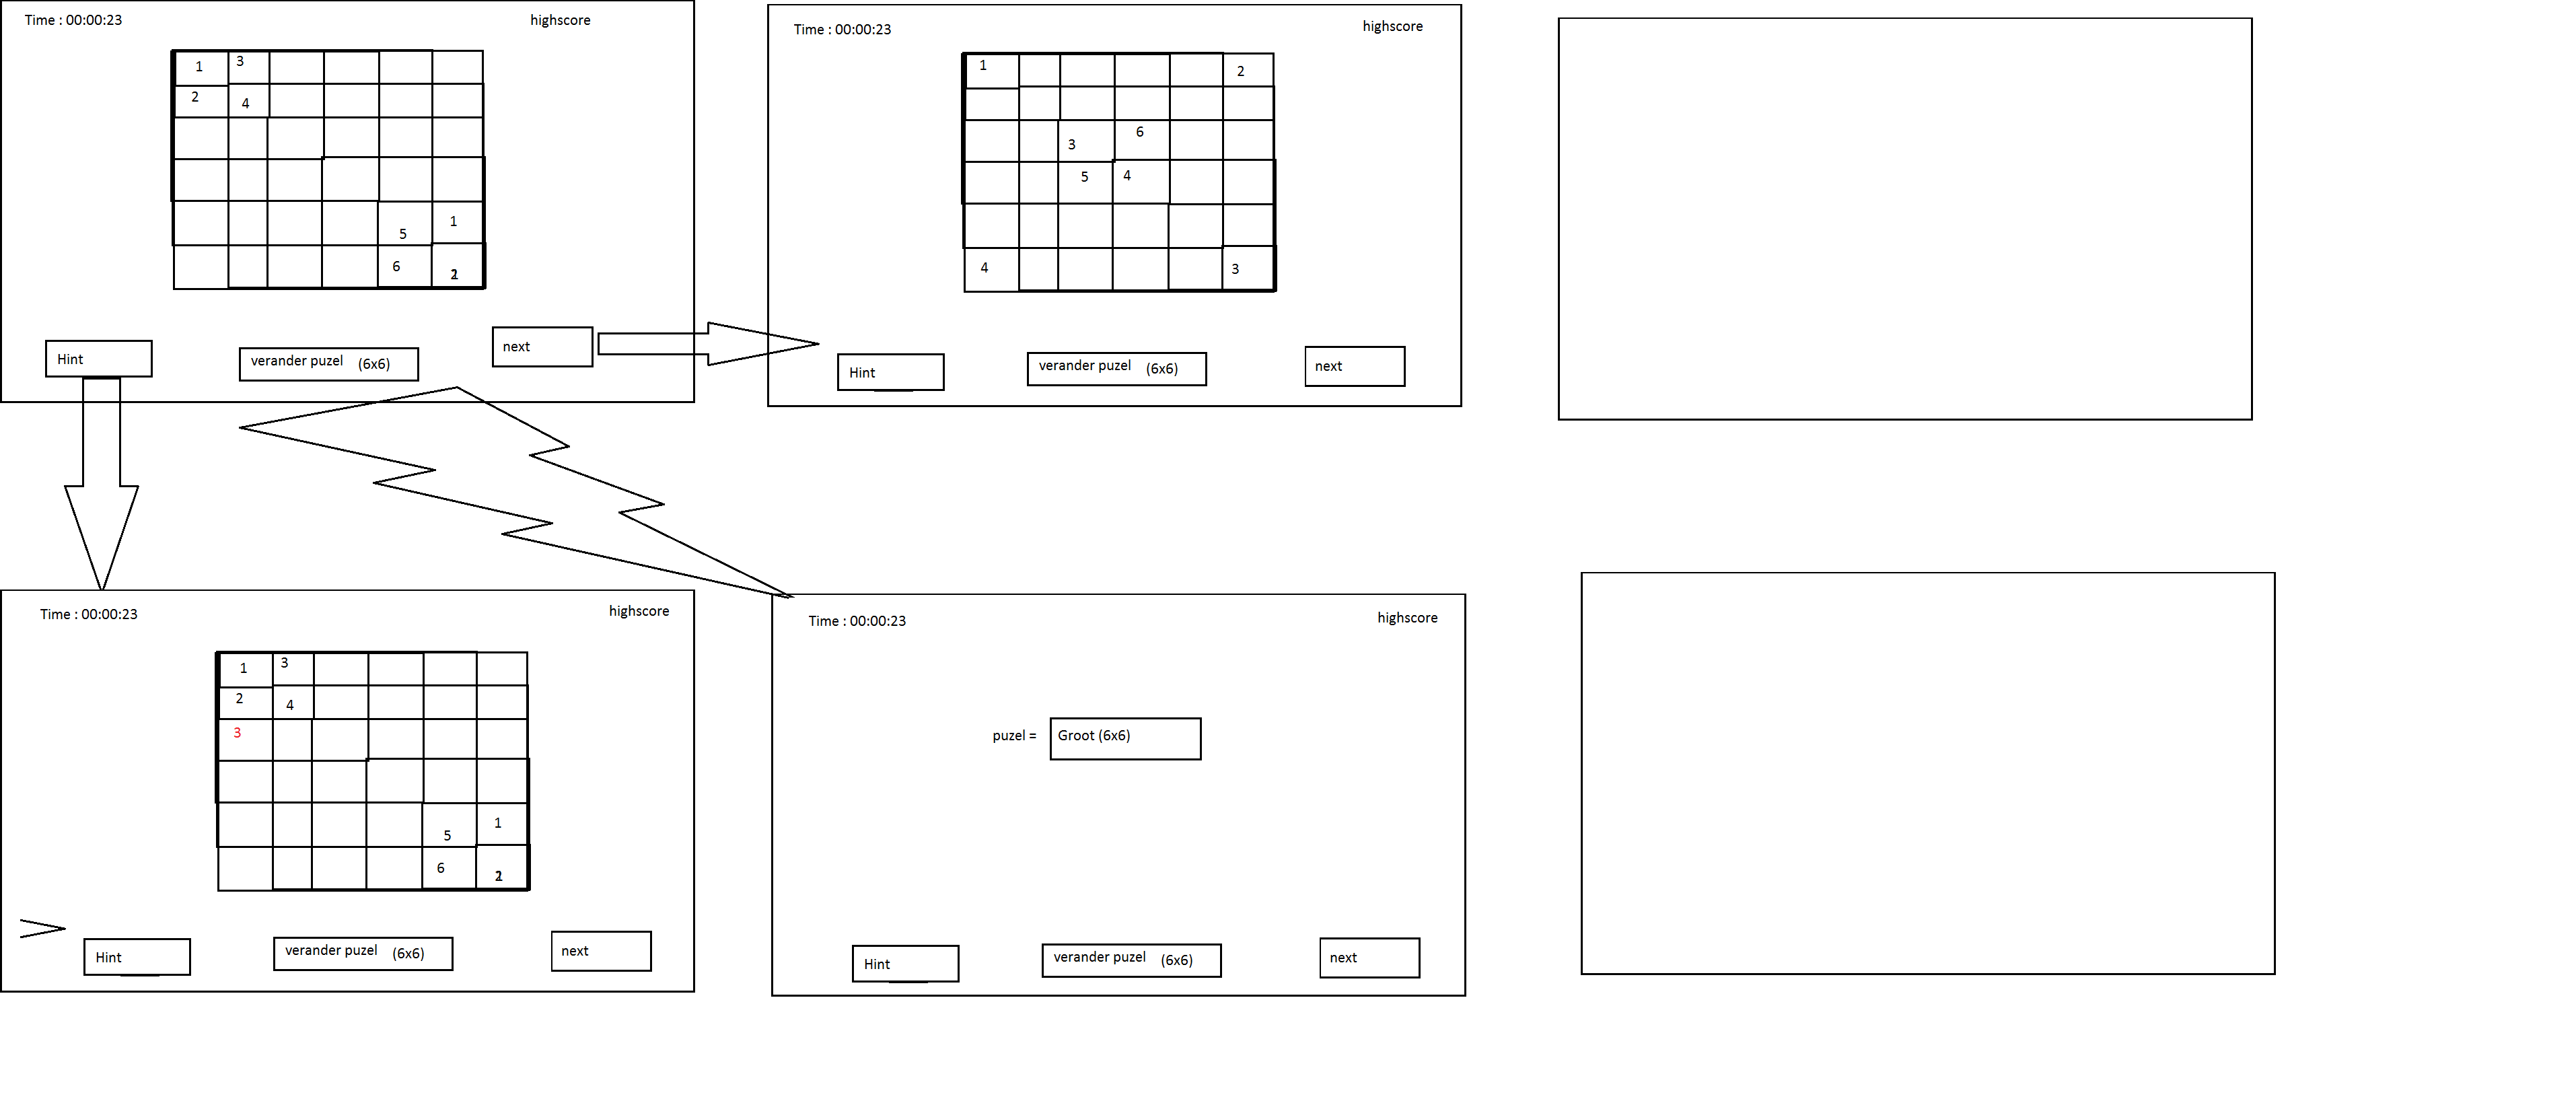 Time : 00:00:23 highscore
1 3
2 4
5 1
6
Hint verander puzel (6x6) next
Time : 00:00:23 highscore
1 2
3 6
5 4
4 3
Hint verander puzel (6x6) next
Time : 00:00:23 highscore
1 3
2 4
3
5 1
6
Hint verander puzel (6x6) next
Time : 00:00:23 highscore
puzel = Groot (6x6)
Hint verander puzel (6x6) next